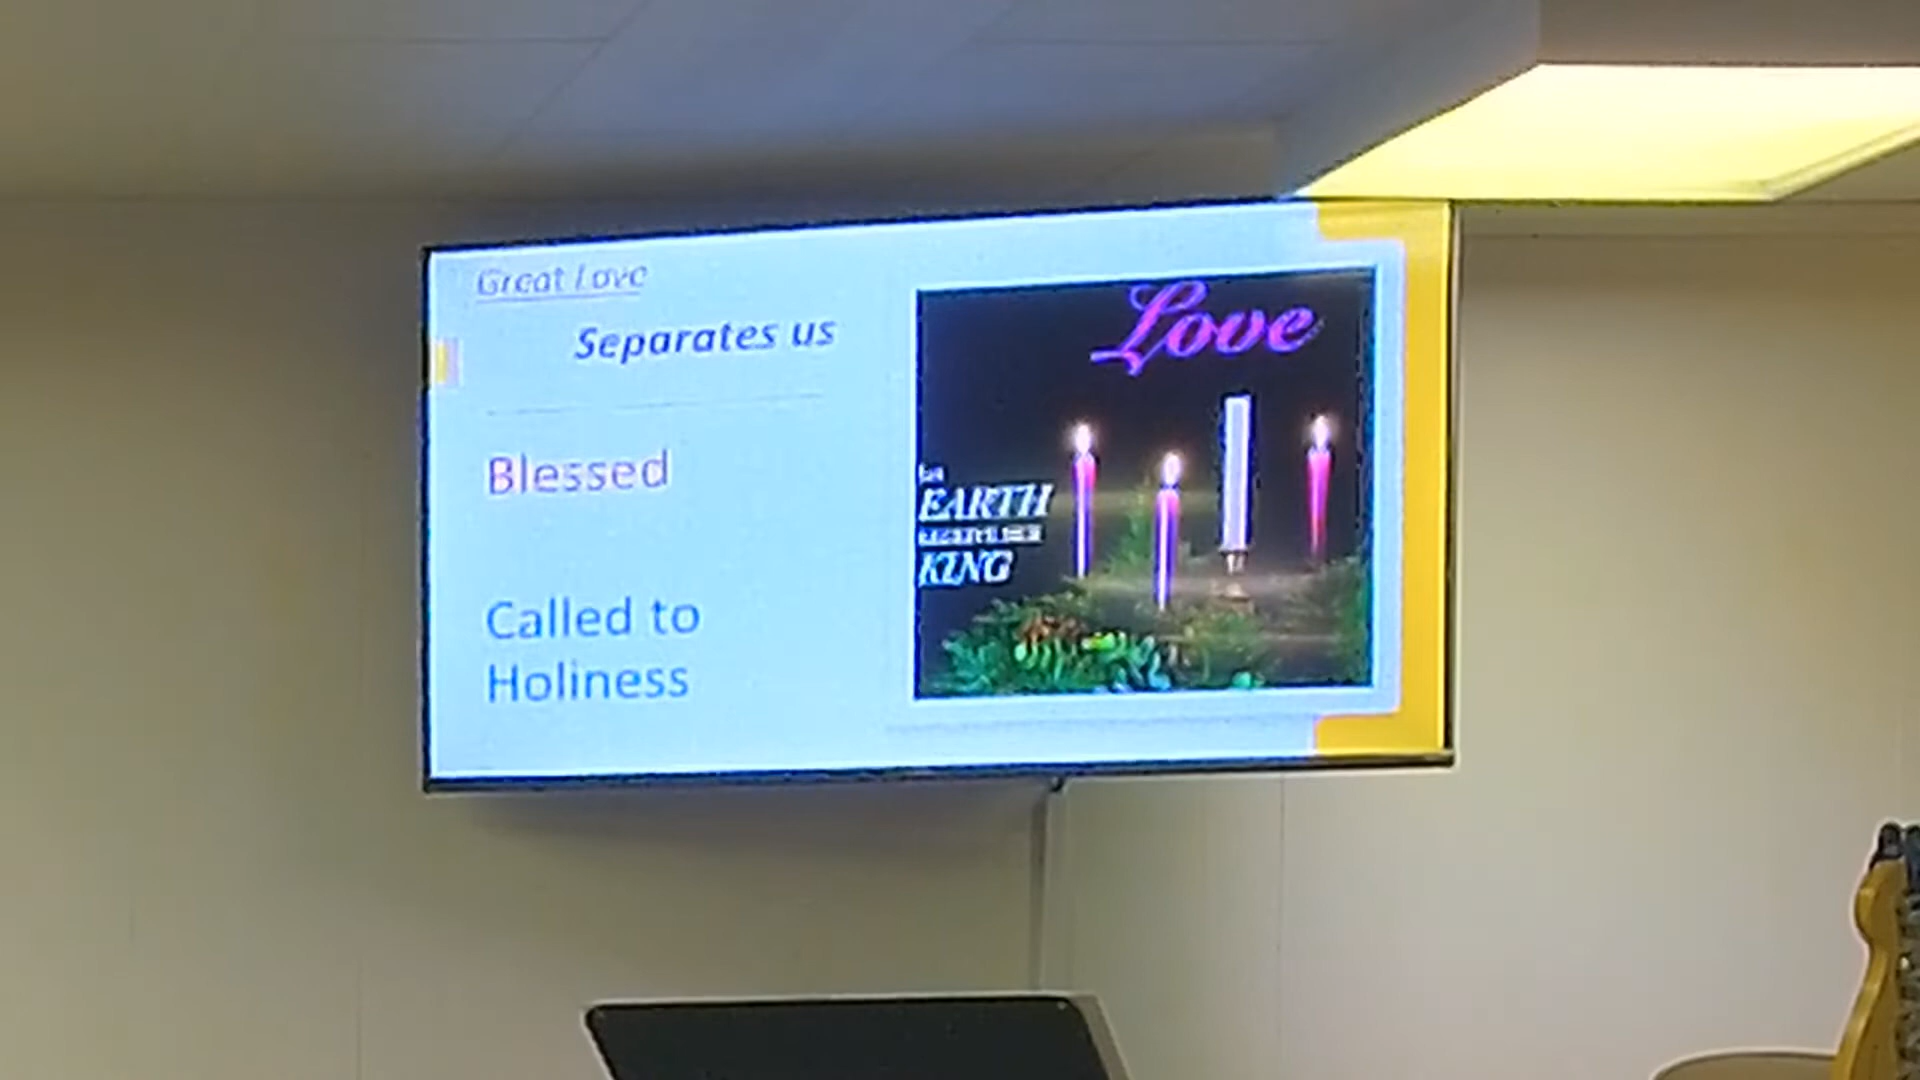 Great Love
Separates us
Blessed
Called to
Holiness
Love
EARTH
KING